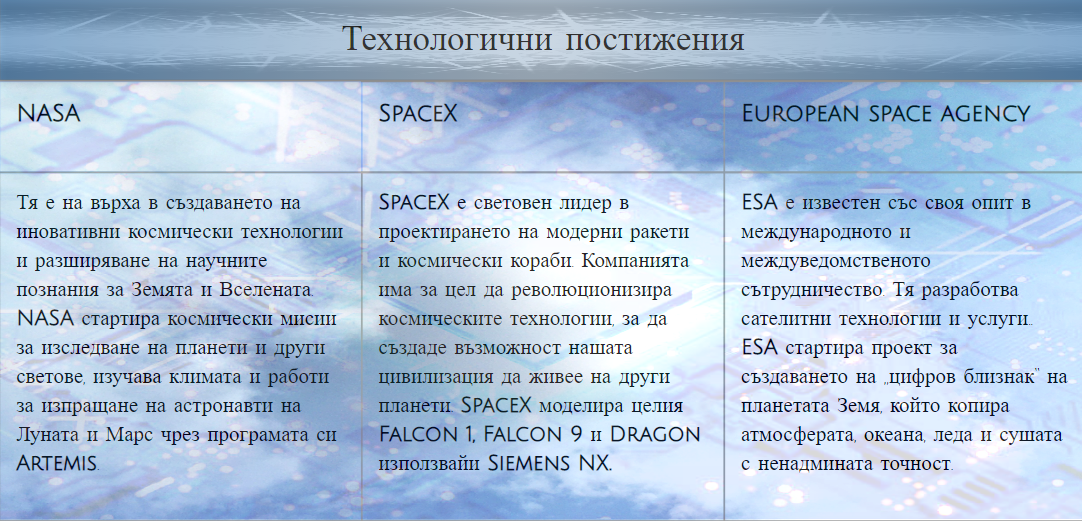 Технологични постижения
NASA
SpaceX
European space agency
Тя е на върха в създаването на
иновативни космически технологии
и разширяване на научните
познания за Земята и Вселената.
NASA стартира космически мисии
за изследване на планети и други
светове, изучава климата и работи
за изпращане на астронавти на
Луната и Марс чрез програмата си
Artemis.
SpaceX е световен лидер в
проектирането на модерни ракети
и космически кораби. Компанията
има за цел да революционизира
космическите технологии, за да
създаде възможност нашата
цивилизация да живее на други
планети. SpaceX моделира целия
Falcon 1, Falcon 9 и Dragon
използвайи Siemens NX.
ESA е известен със своя опит в
международното и
междуведомственото
сътрудничество. Тя разработва
сателитни технологии и услуги..
ESA стартира проект за
създаването на „цифров близнак” на
планетата Земя, който копира
атмосферата, океана, леда и сушата
с ненадмината точност.